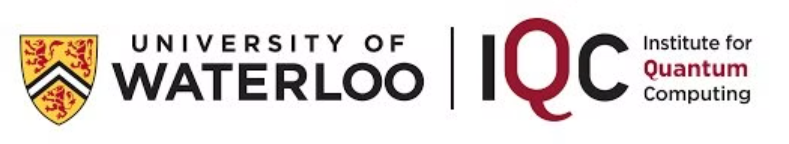 UNIVERSITY OF
WATERLOO
IQC
Institute for
Quantum
Computing